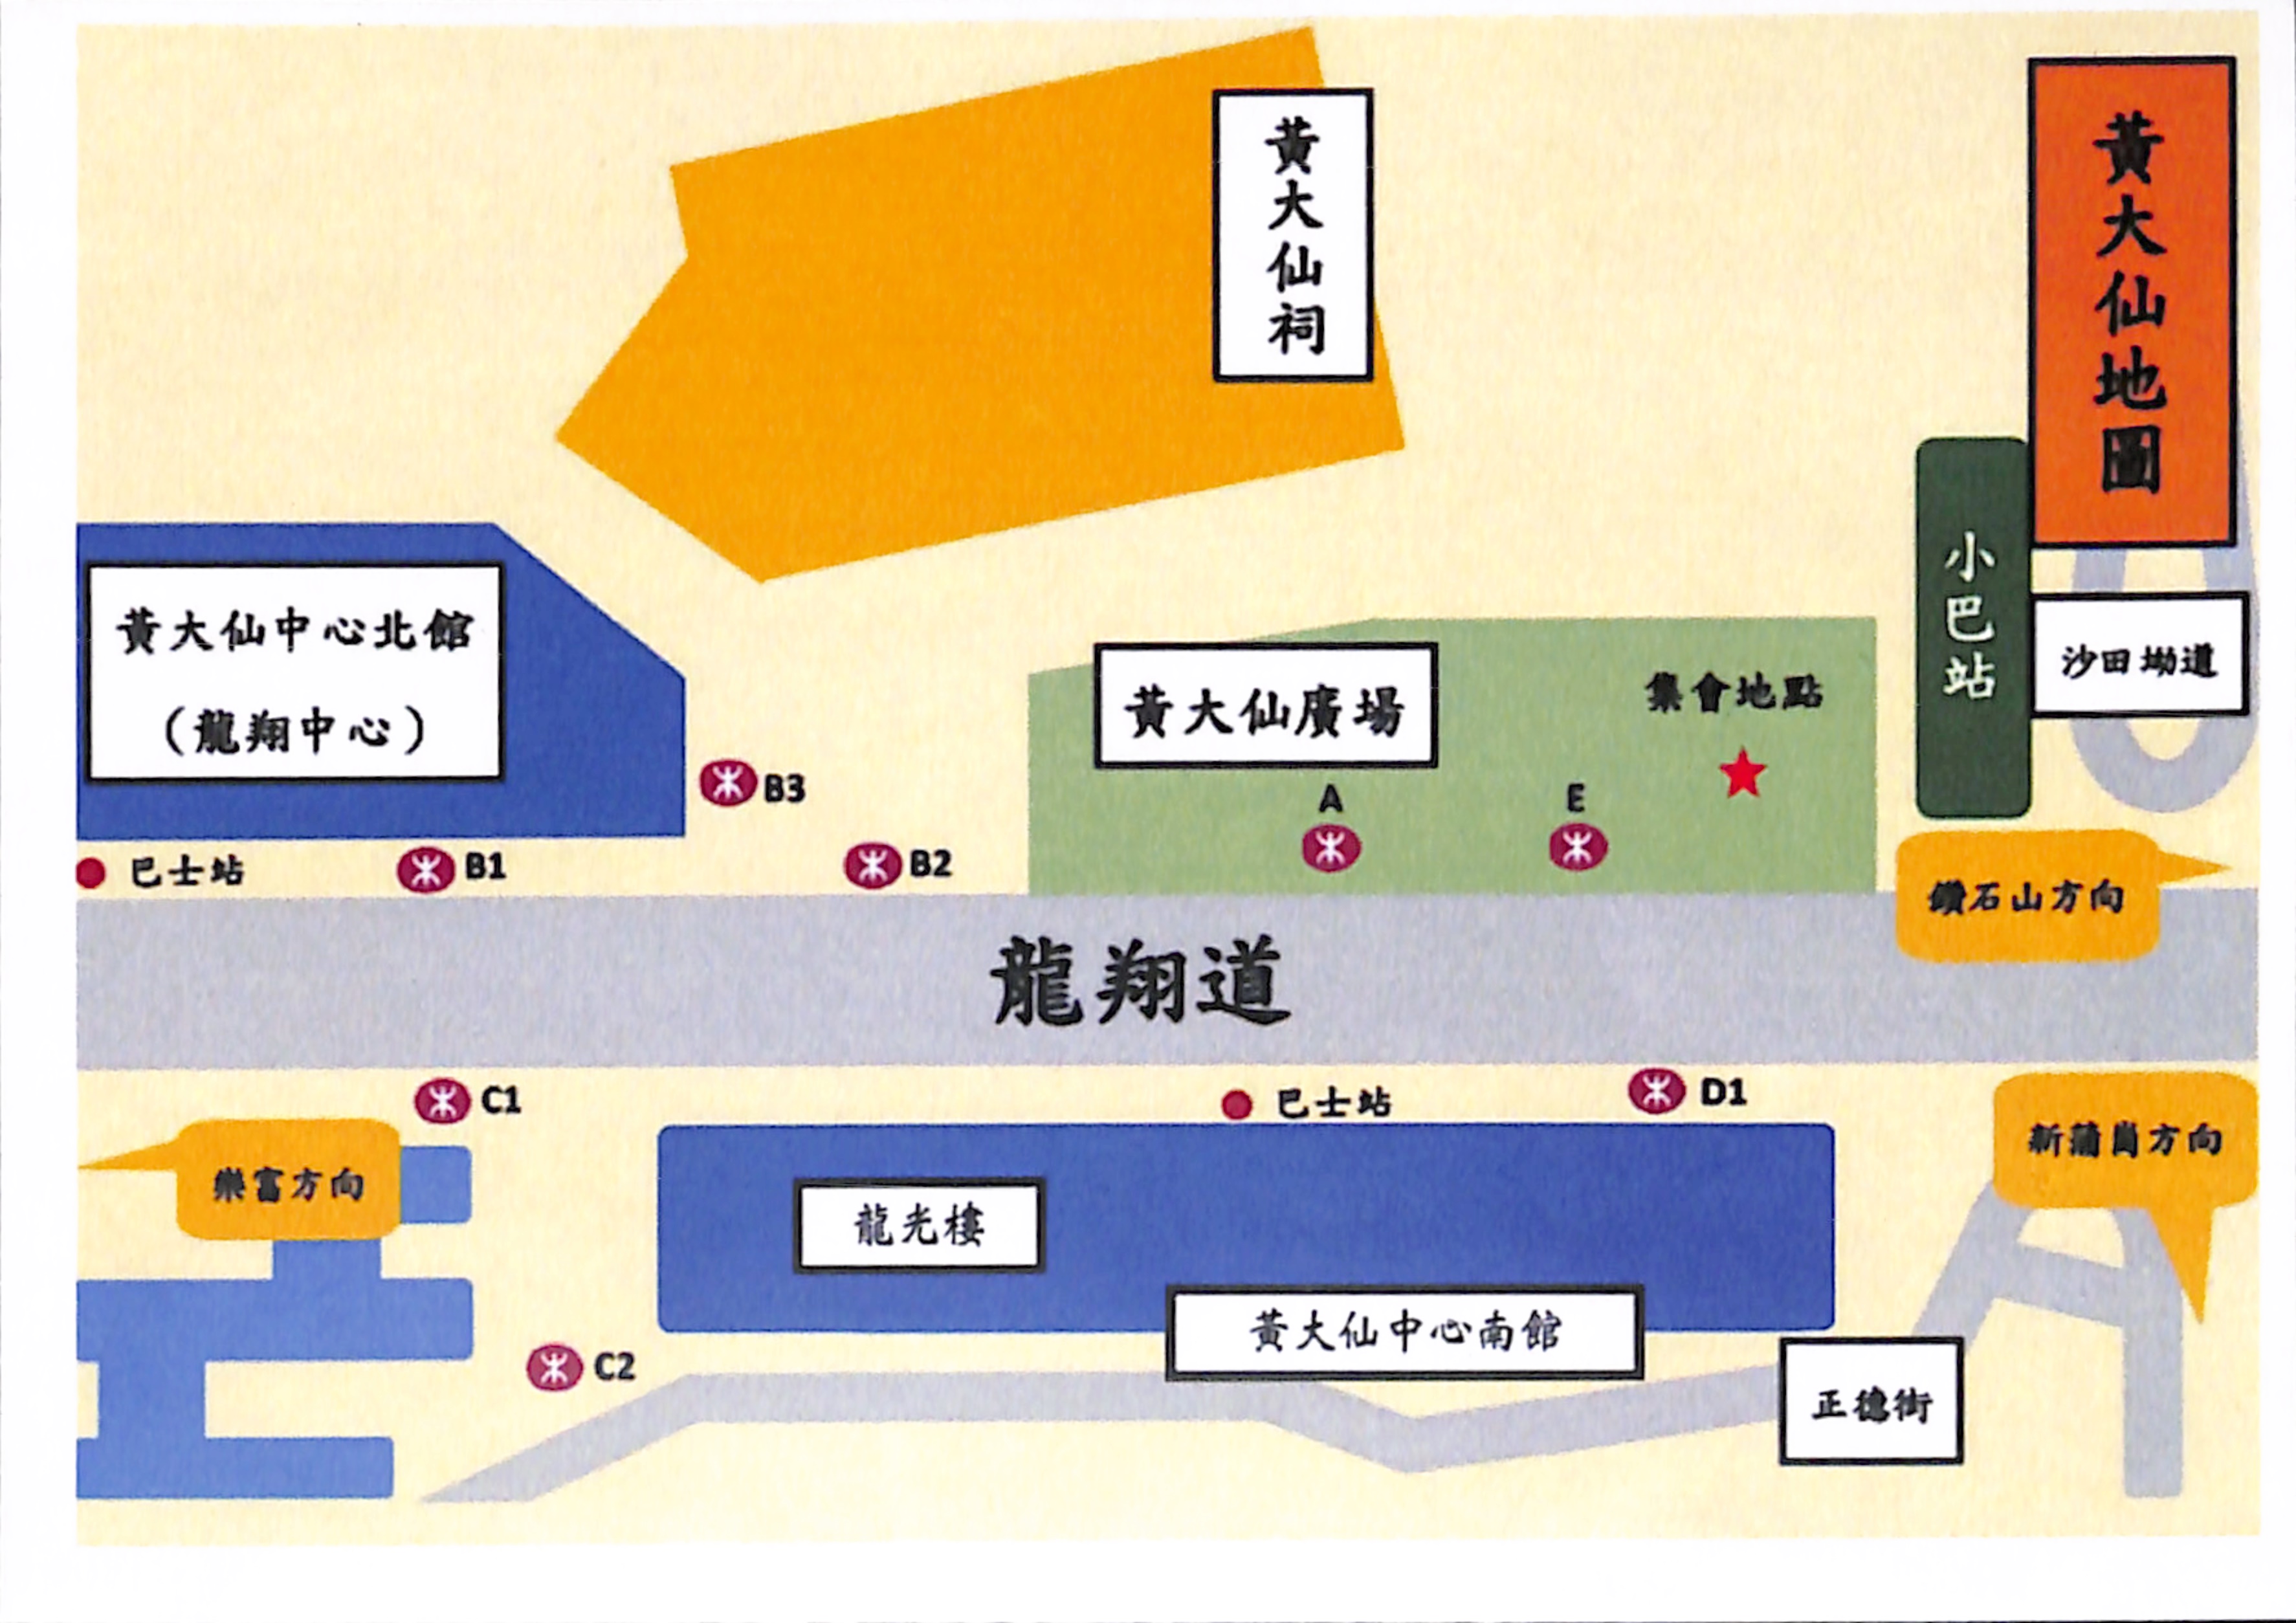 黃大仙地圖
黃大仙祠
小巴站
沙田坳道
黃大仙中心北館
（龍翔中心）
黃大仙廣場
集會地點
B3
A
E
巴士站
B1
B2
鑽石山方向
龍翔道
C1
巴士站
D1
新蒲崗方向
樂富方向
龍光樓
黃大仙中心南館
C2
正德街